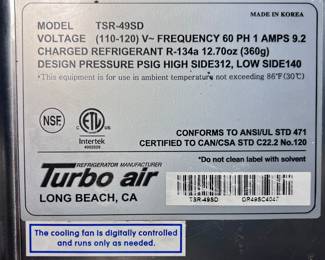 MADE IN KOREA
MODEL TSR-49SD
VOLTAGE (110-120) V~ FREQUENCY 60 PH 1 AMPS 9.2
CHARGED REFRIGERANT R-134a 12.70oz (360g)
DESIGN PRESSURE PSIG HIGH SIDE312, LOW SIDE140
*This equipment is for use in ambient temperature not exceeding 86°F(30°C)
NSF
c ETL us
LISTED
Intertek
CONFORMS TO ANSI/UL STD 471
CERTIFIED TO CAN/CSA STD C22.2 No.120
*Do not clean label with solvent
REFRIGERATOR MANUFACTURER
Turbo air
LONG BEACH, CA
TSR-49SD
The cooling fan is digitally controlled
and runs only as needed.